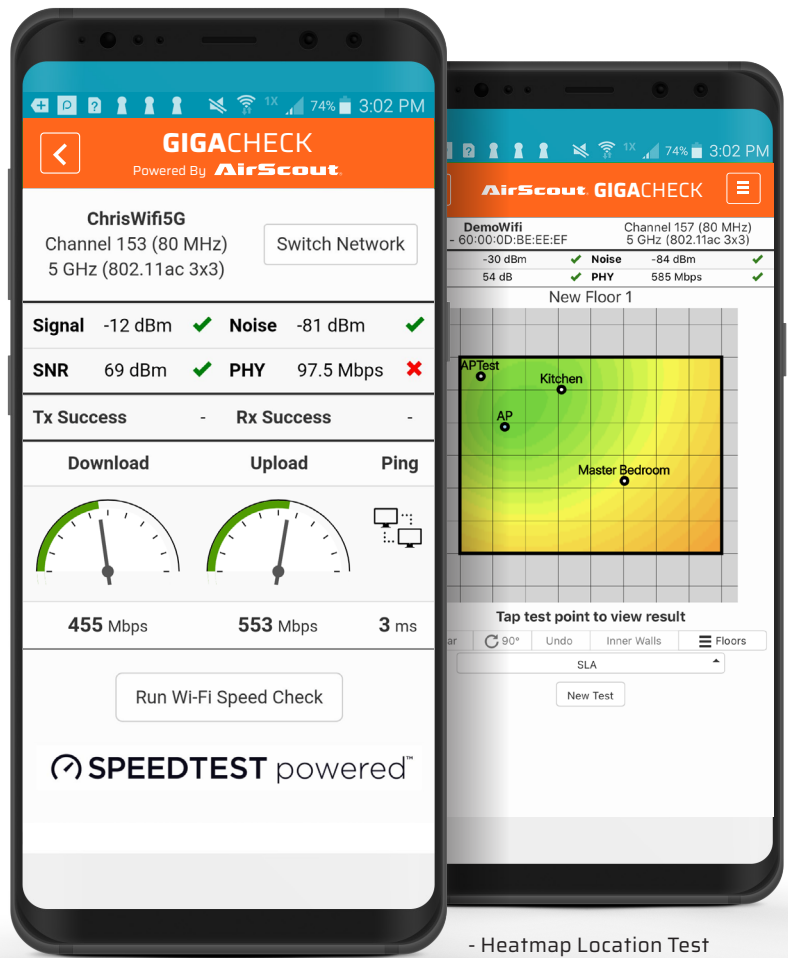 1X 74% 3:02 PM
GIGACHECK
Powered By AirScout.
ChrisWifi5G
Channel 153 (80 MHz)
5 GHz (802.11ac 3x3)
Switch Network
Signal -12 dBm Noise -81 dBm
SNR 69 dBm PHY 97.5 Mbps
Tx Success - Rx Success -
Download Upload Ping
455 Mbps 553 Mbps 3 ms
Run Wi-Fi Speed Check
SPEEDTEST powered™
1X 74% 3:02 PM
AirScout. GIGACHECK
DemoWifi
- 60:00:0D:BE:EE:EF
Channel 157 (80 MHz)
5 GHz (802.11ac 3x3)
-30 dBm Noise -84 dBm
54 dB PHY 585 Mbps
New Floor 1
APTest
Kitchen
AP
Master Bedroom
Tap test point to view result
ar 90° Undo Inner Walls Floors
SLA
New Test
- Heatmap Location Test